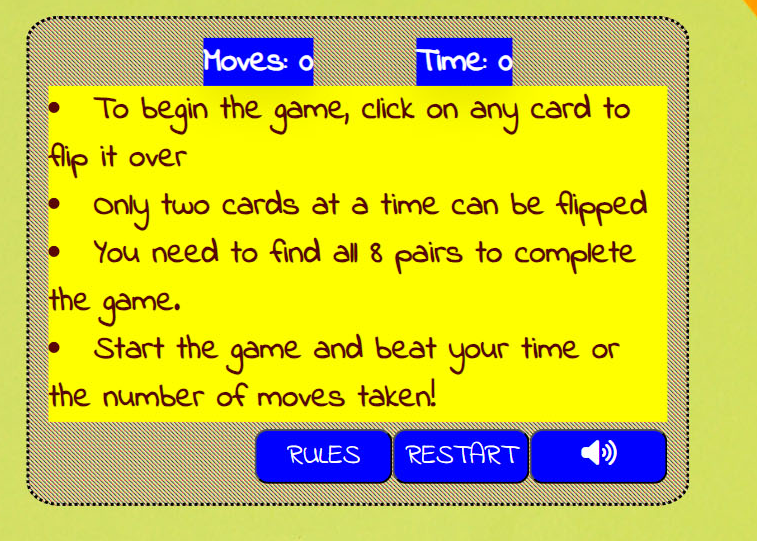 Moves: 0 Time: 0
• To begin the game, click on any card to
flip it over
• Only two cards at a time can be flipped
• You need to find all 8 pairs to complete
the game.
• Start the game and beat your time or
the number of moves taken!
RULES RESTART